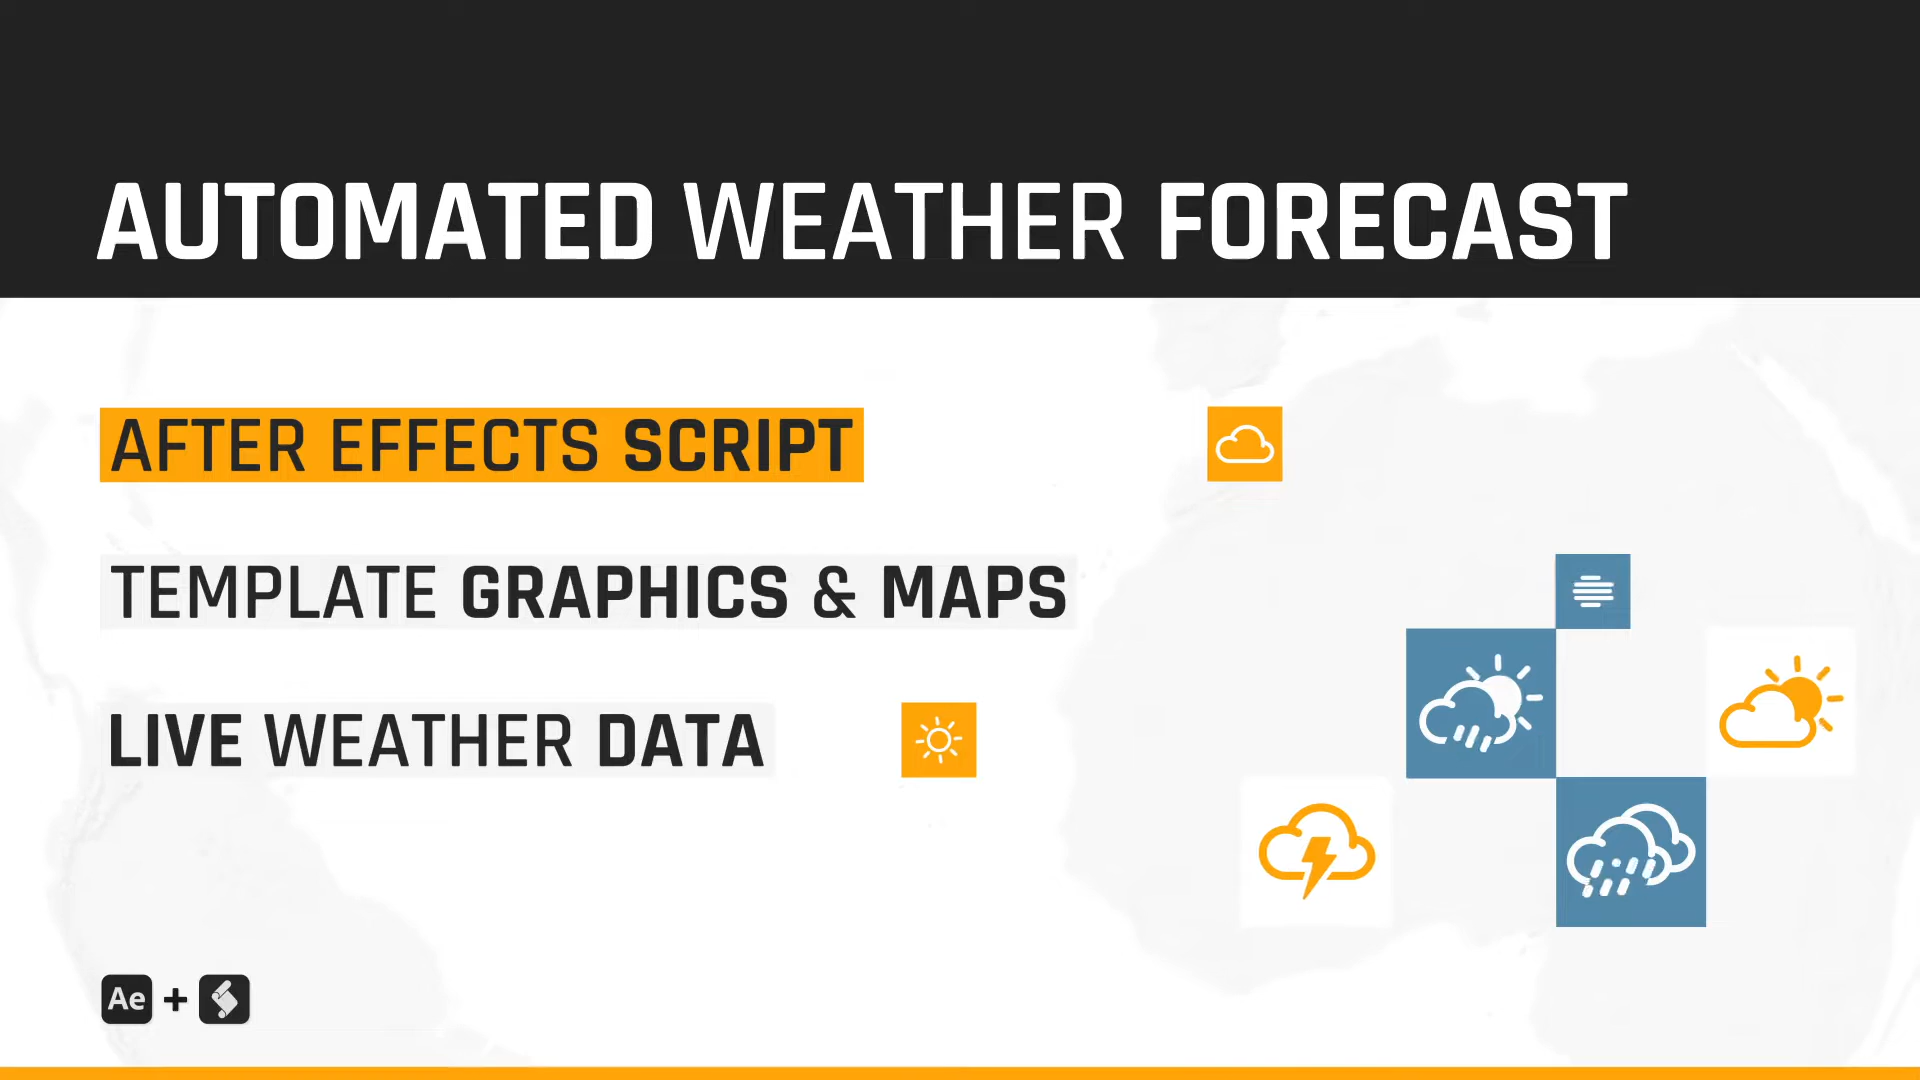 AUTOMATED WEATHER FORECAST
AFTER EFFECTS SCRIPT
TEMPLATE GRAPHICS & MAPS
LIVE WEATHER DATA
Ae +